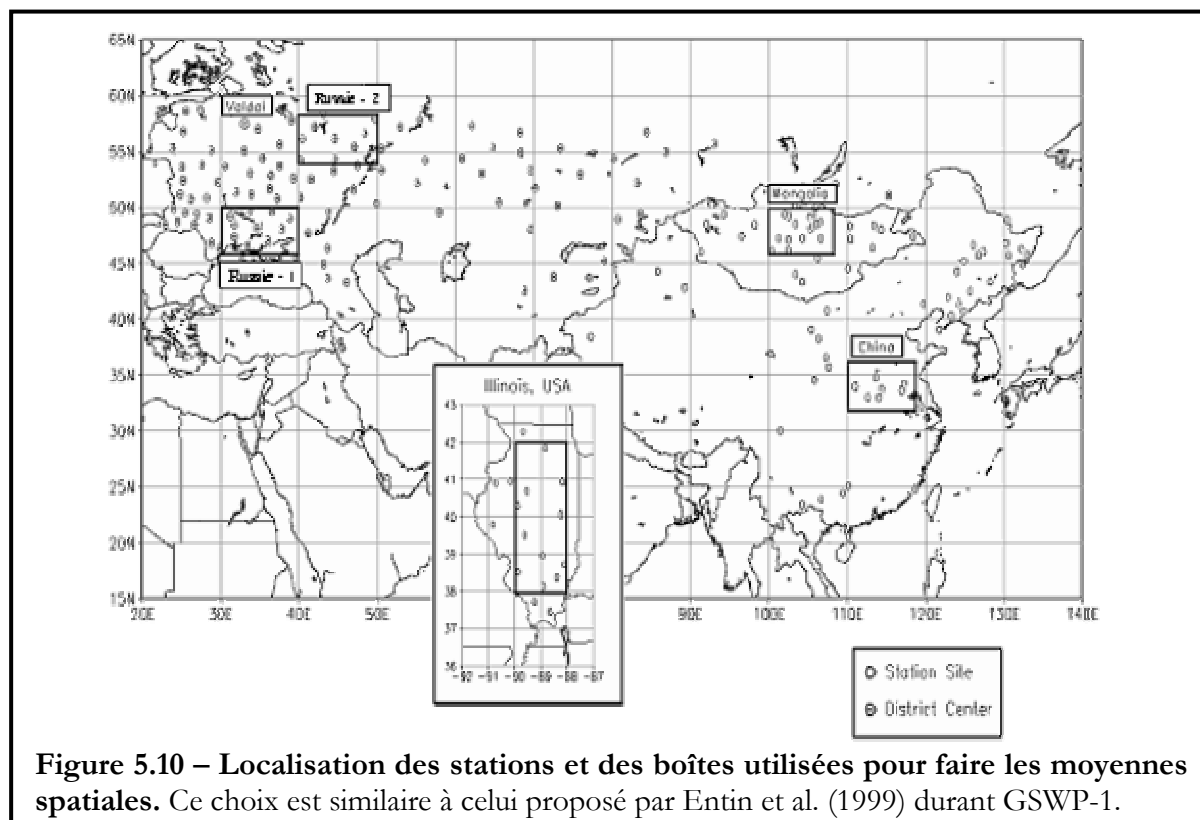 65N
60N
55N
50N
45N
40N
35N
30N
25N
20N
15N
Valdai
Russie - 2
Russie - 1
Mongolia
China
20E 30E 40E 50E 90E 100E 110E 120E 130E 140E
Illinois, USA
43
42
41
40
39
38
37
36
-92 -91 -90 -89 -88 -87
Station Site
District Center
Figure 5.10 – Localisation des stations et des boîtes utilisées pour faire les moyennes
spatiales. Ce choix est similaire à celui proposé par Entin et al. (1999) durant GSWP-1.